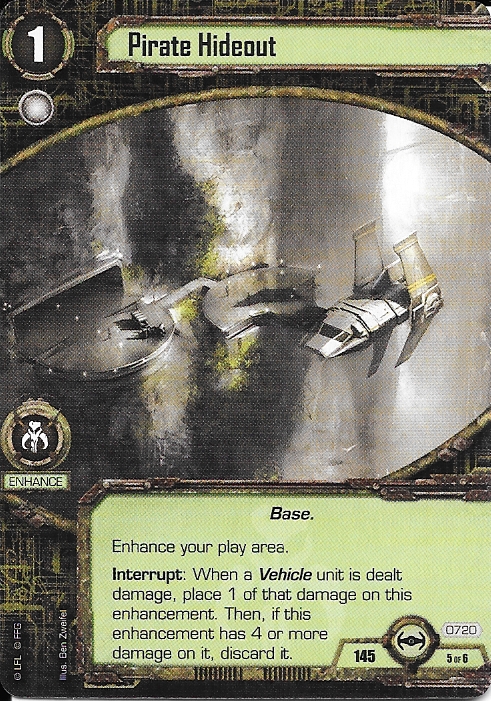 1
Pirate Hideout
ENHANCE
Base.
Enhance your play area.
Interrupt: When a Vehicle unit is dealt
damage, place 1 of that damage on this
enhancement. Then, if this
enhancement has 4 or more
damage on it, discard it.
145
0720
5 OF 6
© LFL © FFG
Illus. Ben Zweifel